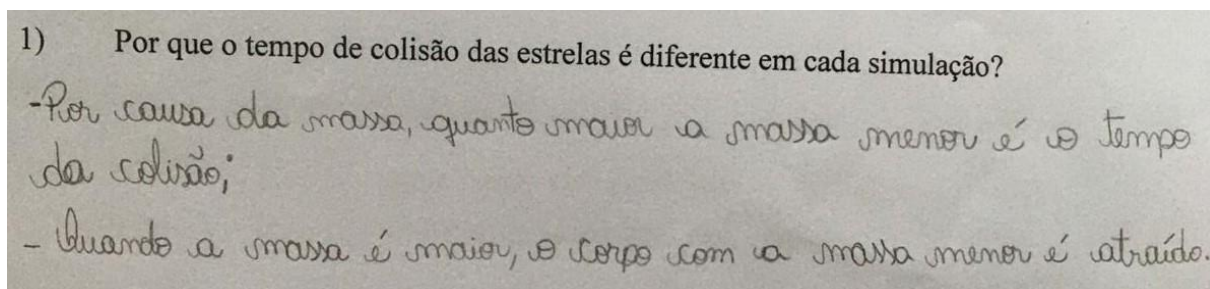 1) Por que o tempo de colisão das estrelas é diferente em cada simulação?
-Por causa da massa, quanto maior a massa menor é o tempo
da colisão;
- Quando a massa é maior, o corpo com a massa menor é atraído.